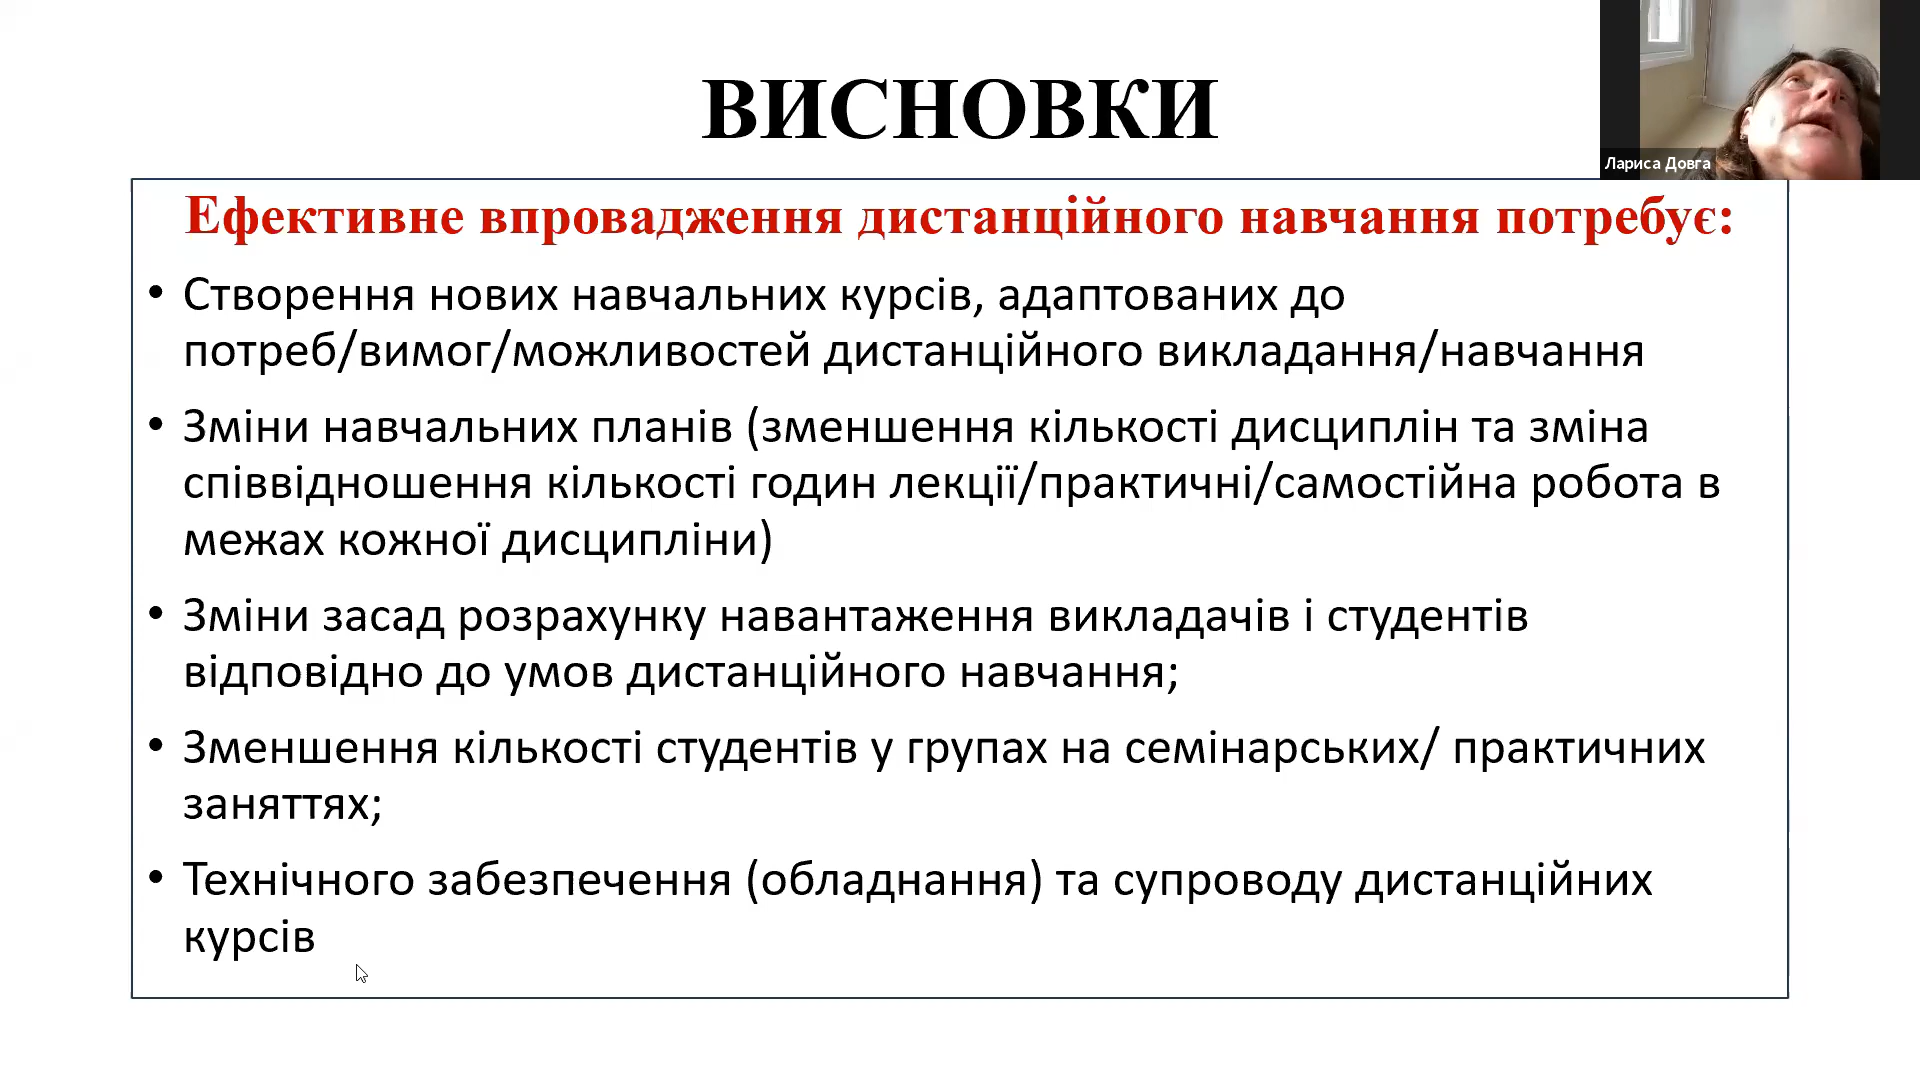 ВИСНОВКИ
Лариса Довга
Ефективне впровадження дистанційного навчання потребує:
• Створення нових навчальних курсів, адаптованих до
потреб/вимог/можливостей дистанційного викладання/навчання
• Зміни навчальних планів (зменшення кількості дисциплін та зміна
співвідношення кількості годин лекції/практичні/самостійна робота в
межах кожної дисципліни)
• Зміни засад розрахунку навантаження викладачів і студентів
відповідно до умов дистанційного навчання;
• Зменшення кількості студентів у групах на семінарських/ практичних
заняттях;
• Технічного забезпечення (обладнання) та супроводу дистанційних
курсів